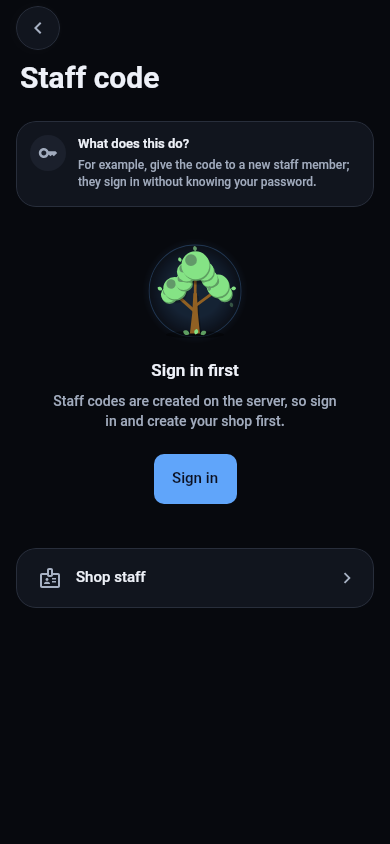 Staff code
What does this do?
For example, give the code to a new staff member;
they sign in without knowing your password.
Sign in first
Staff codes are created on the server, so sign
in and create your shop first.
Sign in
Shop staff